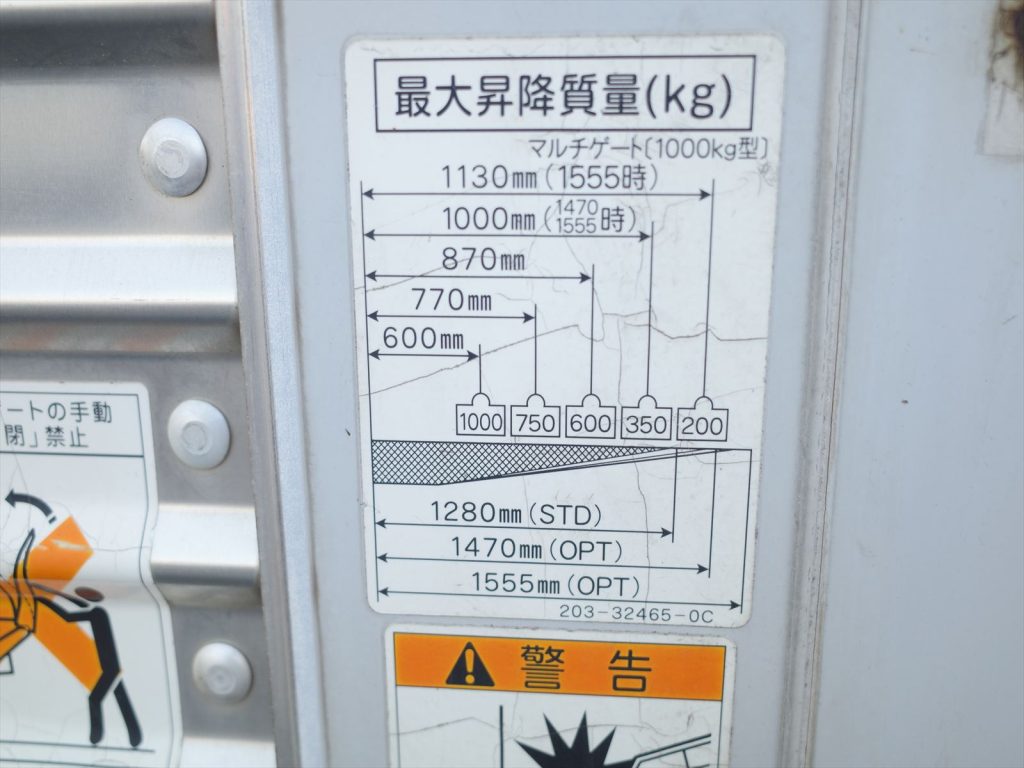 最大昇降質量(kg)
マルチゲート〔1000kg型〕
1130mm(1555時)
1000mm(1470 1555時)
870mm
770mm
600mm
1000 750 600 350 200
1280mm(STD)
1470mm(OPT)
1555mm(OPT)
203-32465-0C
ートの手動
閉」禁止
警告